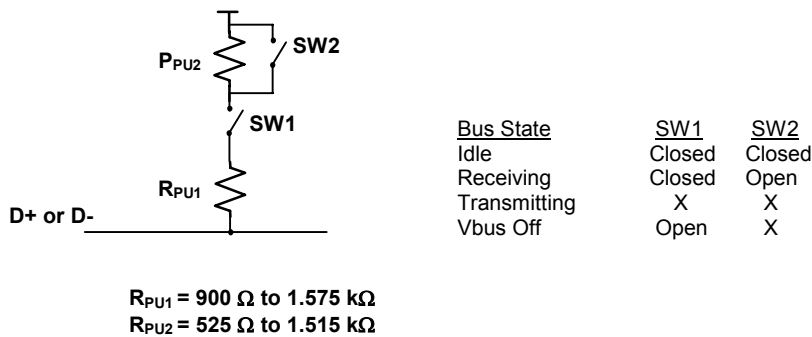 SW2
PPU2
SW1
RPU1
D+ or D-
Bus State SW1 SW2
Idle Closed Closed
Receiving Closed Open
Transmitting X X
Vbus Off Open X
RPU1 = 900 Ω to 1.575 kΩ
RPU2 = 525 Ω to 1.515 kΩ